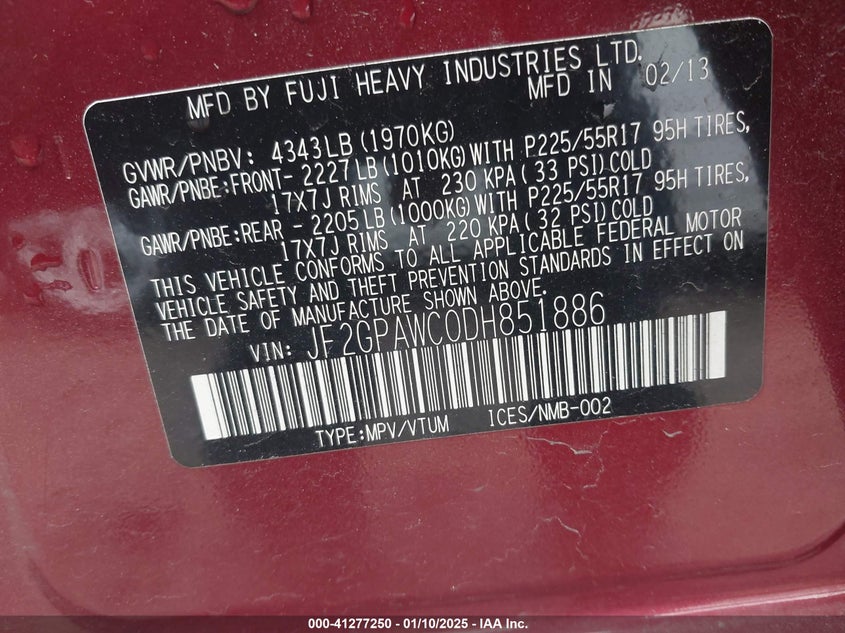 MFD BY FUJI HEAVY INDUSTRIES LTD.
MFD IN 02/13
GVWR/PNBV: 4343LB (1970KG)
GAWR/PNBE:FRONT- 2227LB (1010KG) WITH P225/55R17 95H TIRES,
17X7J RIMS AT 230 KPA (33 PSI) COLD
GAWR/PNBE:REAR - 2205LB (1000KG) WITH P225/55R17 95H TIRES,
17X7J RIMS AT 220 KPA (32 PSI) COLD
THIS VEHICLE CONFORMS TO ALL APPLICABLE FEDERAL MOTOR
VEHICLE SAFETY AND THEFT PREVENTION STANDARDS IN EFFECT ON
THE DATE OF MANUFACTURE SHOWN ABOVE.
VIN: JF2GPAWC0DH851886
TYPE:MPV/VTUM ICES/NMB-002
000-41277250 - 01/10/2025 - IAA Inc.